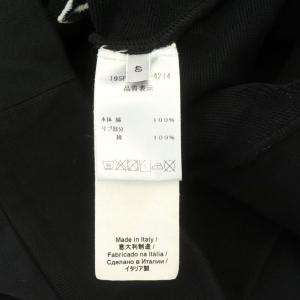 S
4214
品質表示
本体 綿 100%
リブ部分
綿 100%
Made in Italy /
意大利制造 /
Fabricado na Itália /
Сделано в Италии /
イタリア製